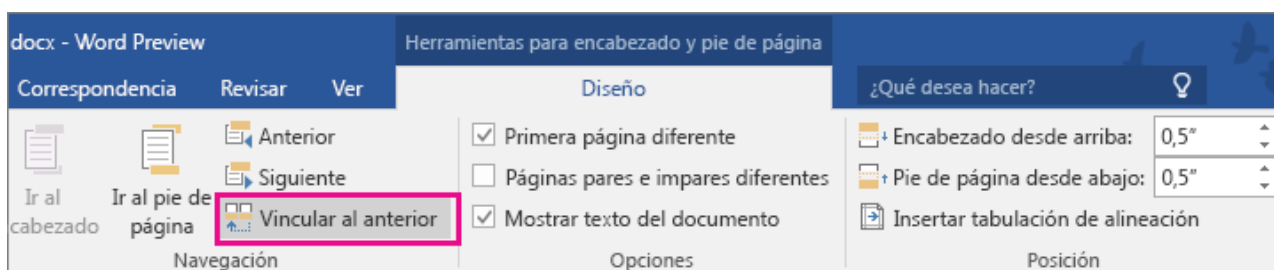 docx - Word Preview
Herramientas para encabezado y pie de página
Correspondencia Revisar Ver Diseño ¿Qué desea hacer?
Anterior
Siguiente
Vincular al anterior
Ir al
cabezado
Ir al pie de
página
Navegación
Primera página diferente
Páginas pares e impares diferentes
Mostrar texto del documento
Opciones
Encabezado desde arriba: 0,5"
Pie de página desde abajo: 0,5"
Insertar tabulación de alineación
Posición